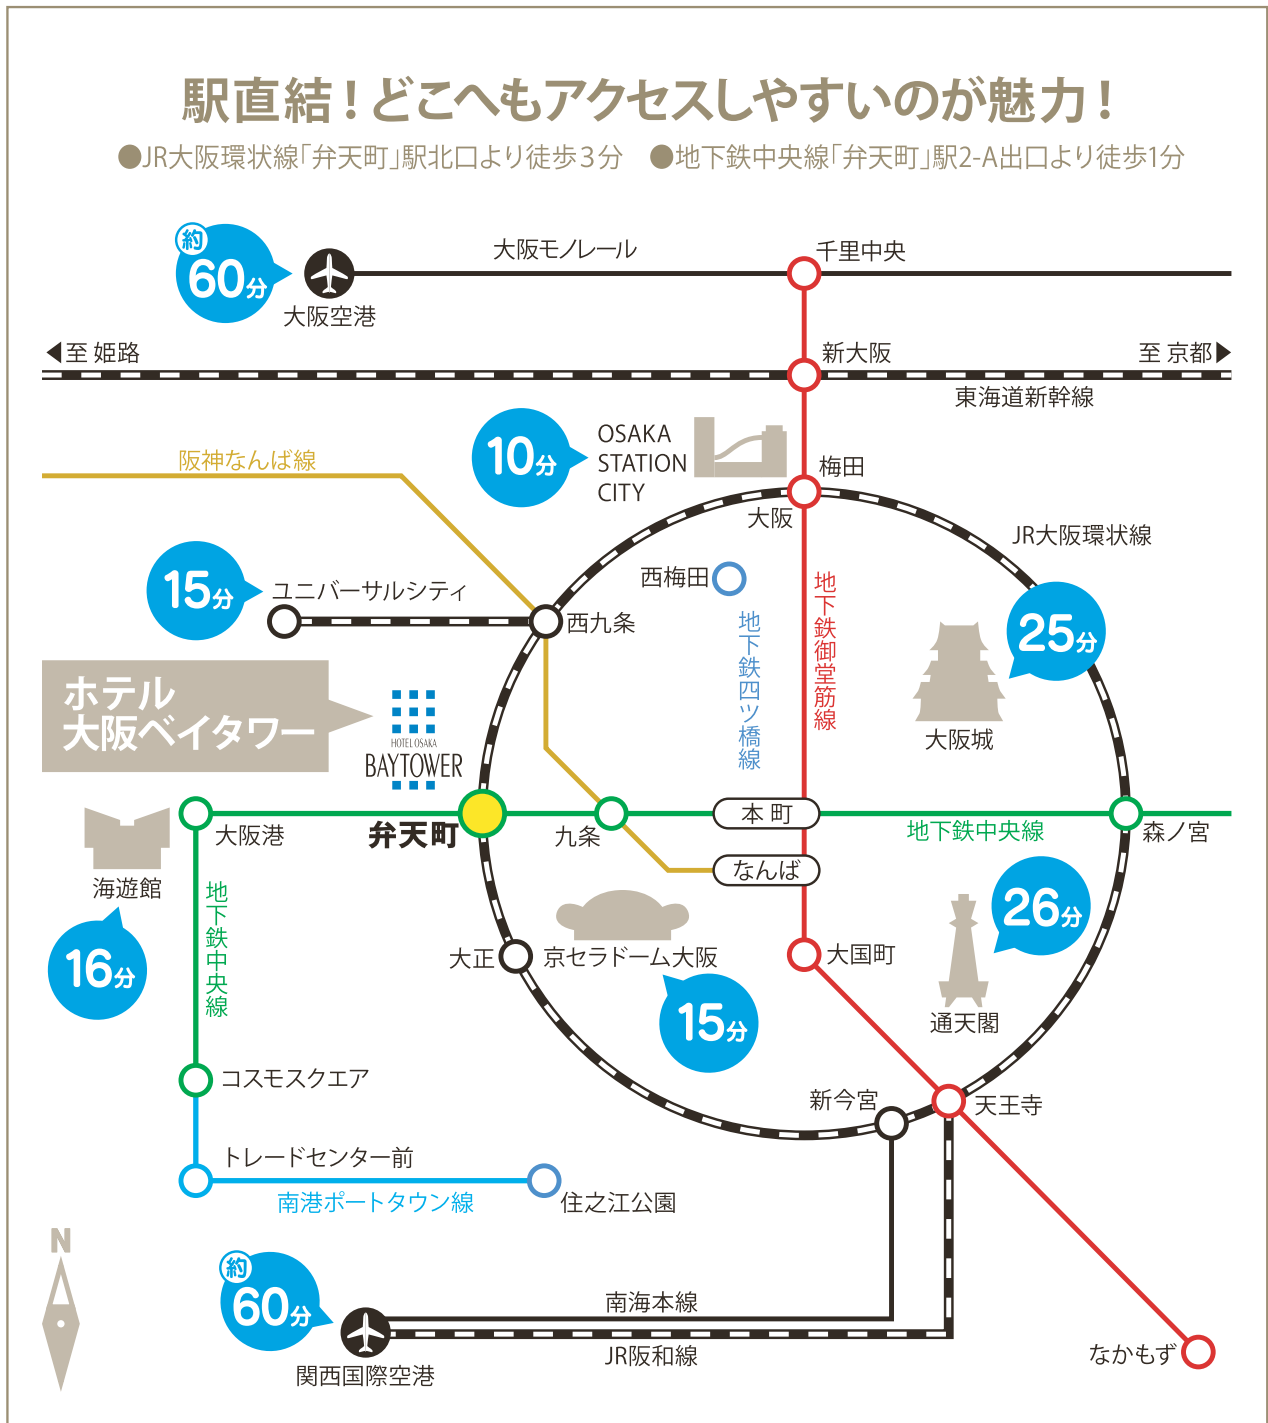 駅直結！どこへもアクセスしやすいのが魅力！
●JR大阪環状線「弁天町」駅北口より徒歩3分
●地下鉄中央線「弁天町」駅2-A出口より徒歩1分
約
60分
大阪空港
大阪モノレール
千里中央
◀至 姫路
新大阪
至 京都▶
東海道新幹線
阪神なんば線
10分
OSAKA
STATION
CITY
梅田
大阪
JR大阪環状線
15分
ユニバーサルシティ
西九条
西梅田
地下鉄四ツ橋線
地下鉄御堂筋線
25分
大阪城
ホテル
大阪ベイタワー
HOTEL OSAKA
BAYTOWER
大阪港
弁天町
九条
本町
地下鉄中央線
森ノ宮
なんば
海遊館
16分
地下鉄中央線
大正
京セラドーム大阪
15分
大国町
26分
通天閣
コスモスクエア
新今宮
天王寺
トレードセンター前
南港ポートタウン線
住之江公園
N
約
60分
関西国際空港
南海本線
JR阪和線
なかもず